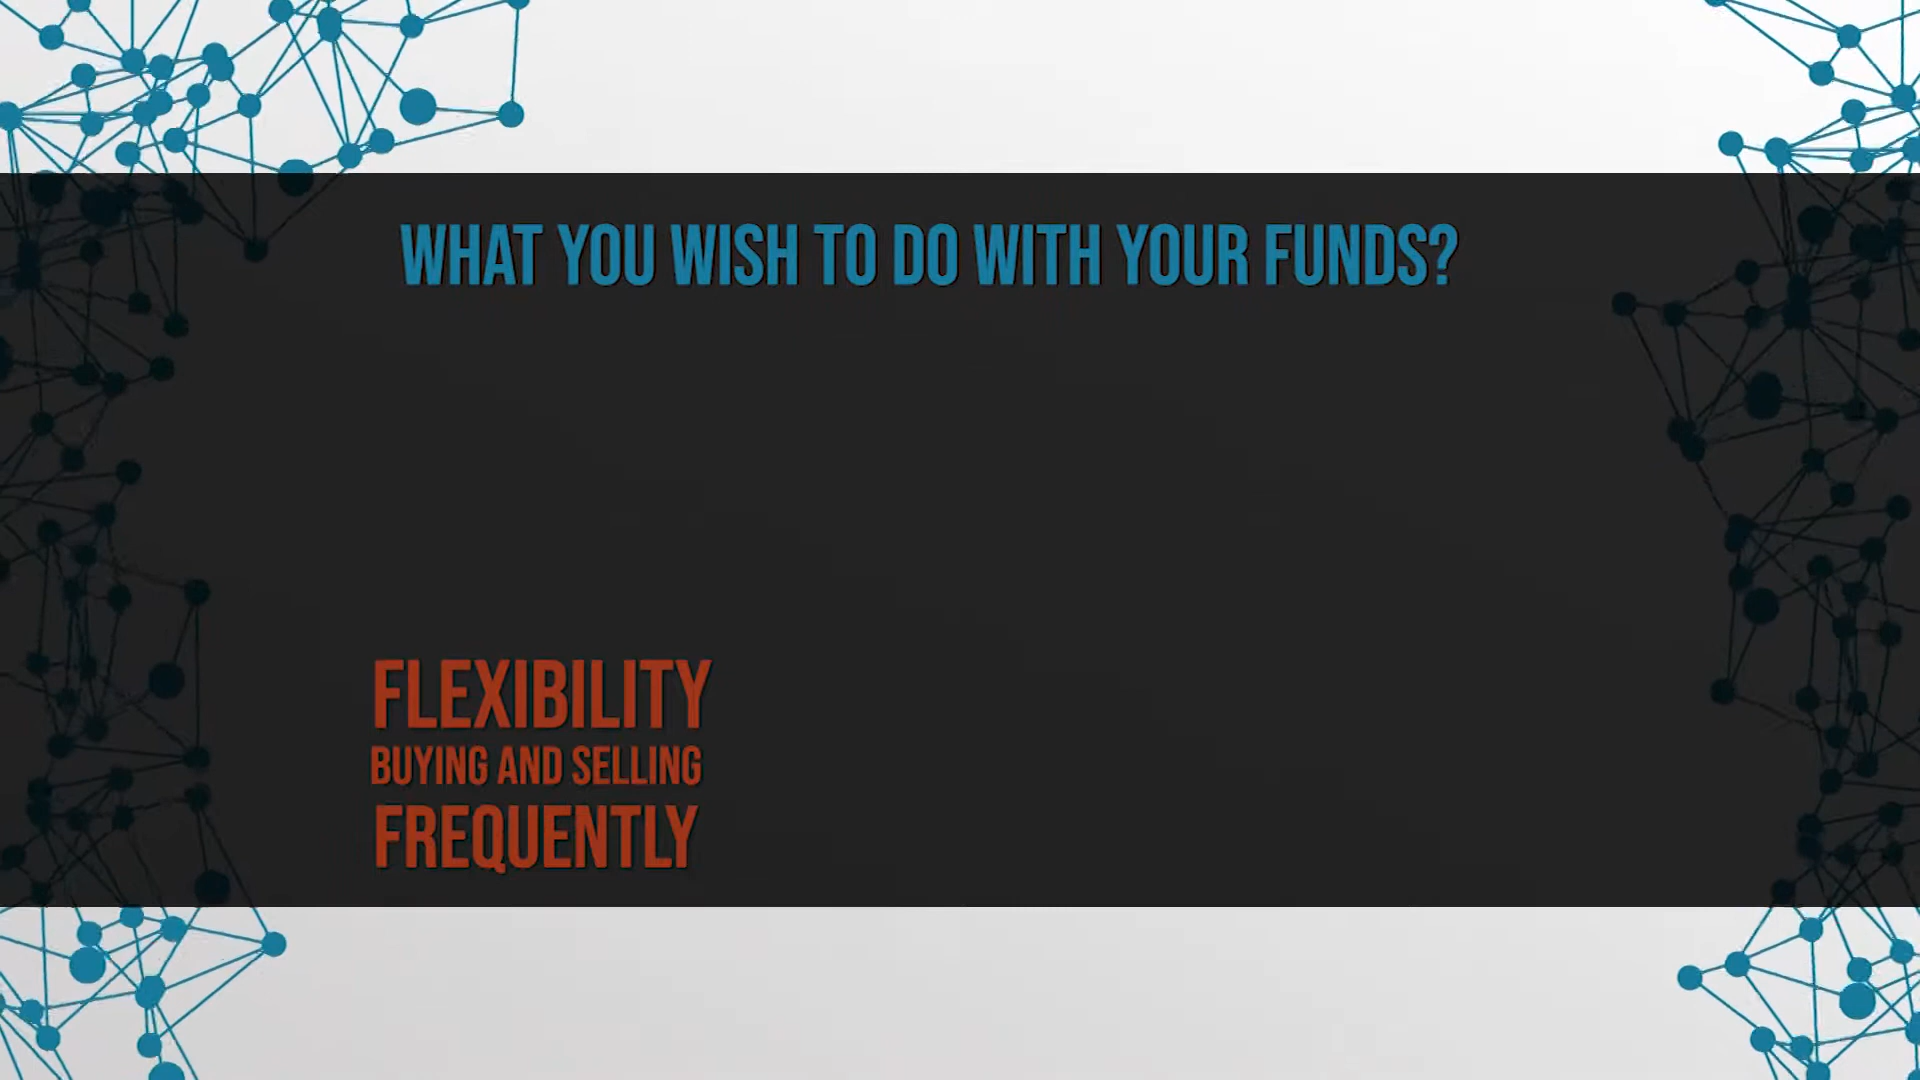 WHAT YOU WISH TO DO WITH YOUR FUNDS?
FLEXIBILITY
BUYING AND SELLING
FREQUENTLY